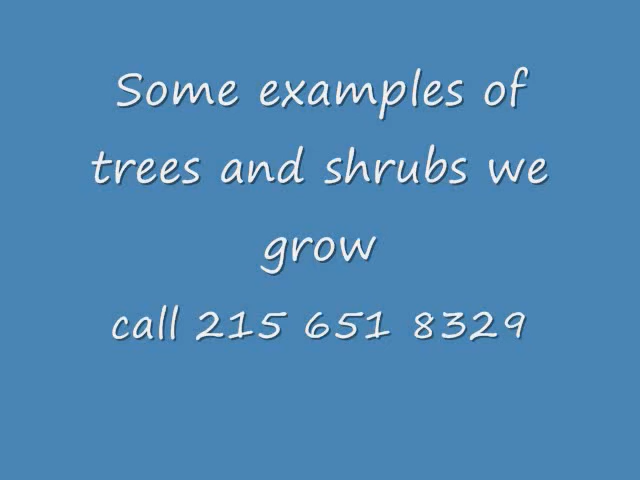 Some examples of
trees and shrubs we
grow
call 215 651 8329